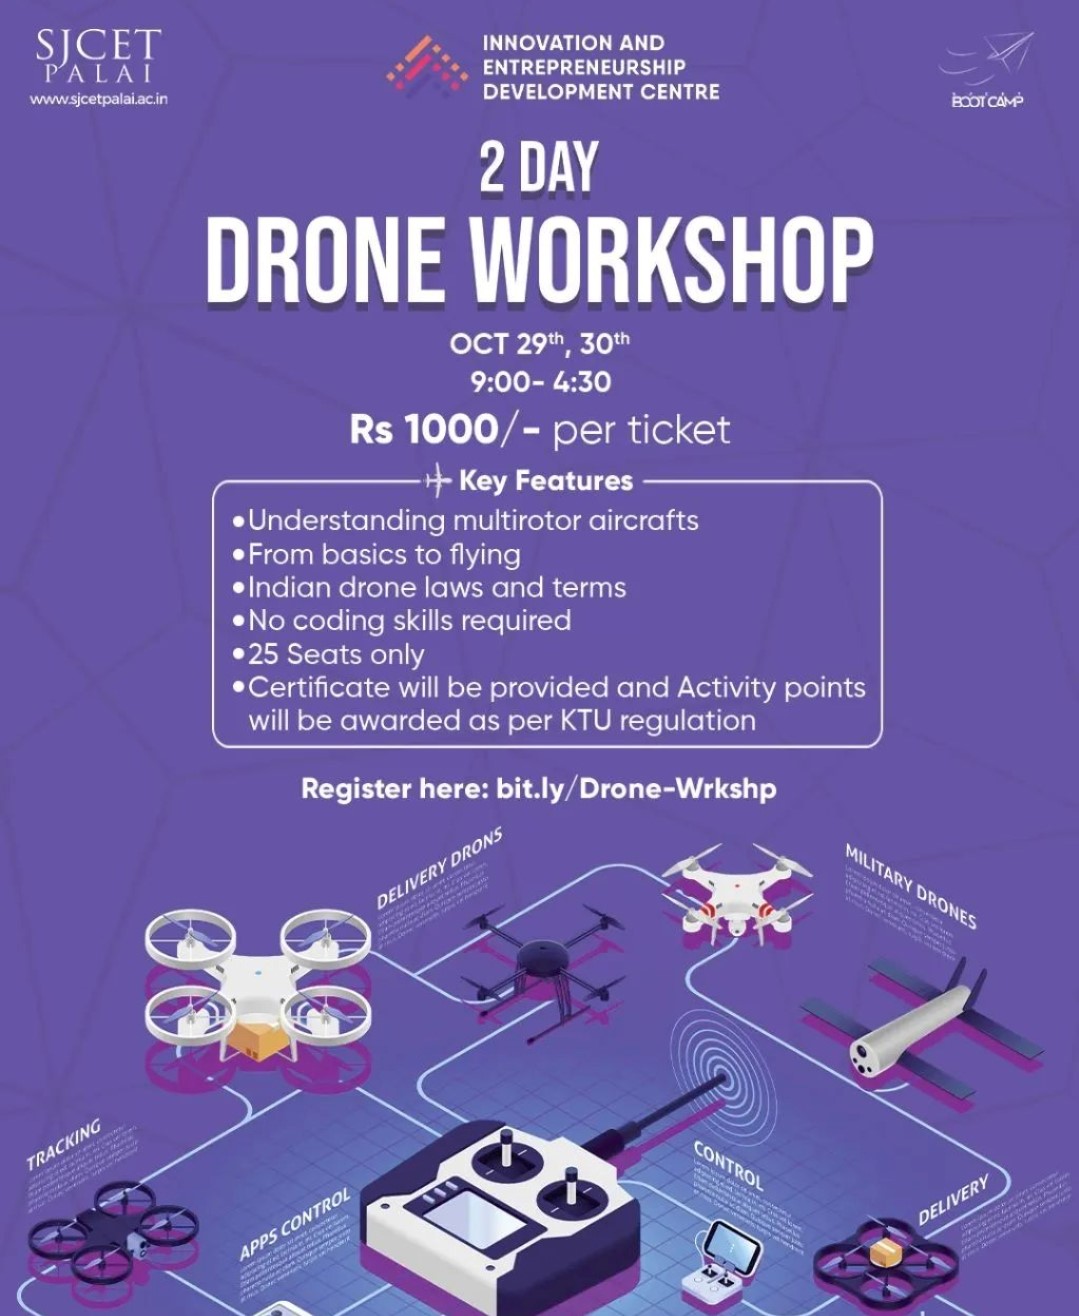 SJCET
PALAI
www.sjcetpalai.ac.in
INNOVATION AND
ENTREPRENEURSHIP
DEVELOPMENT CENTRE
BOOT CAMP
2 DAY
DRONE WORKSHOP
OCT 29th, 30th
9:00- 4:30
Rs 1000/- per ticket
Key Features
•Understanding multirotor aircrafts
•From basics to flying
•Indian drone laws and terms
•No coding skills required
•25 Seats only
•Certificate will be provided and Activity points
will be awarded as per KTU regulation
Register here: bit.ly/Drone-Wrkshp
DELIVERY DRONS
MILITARY DRONES
TRACKING
APPS CONTROL
CONTROL
DELIVERY